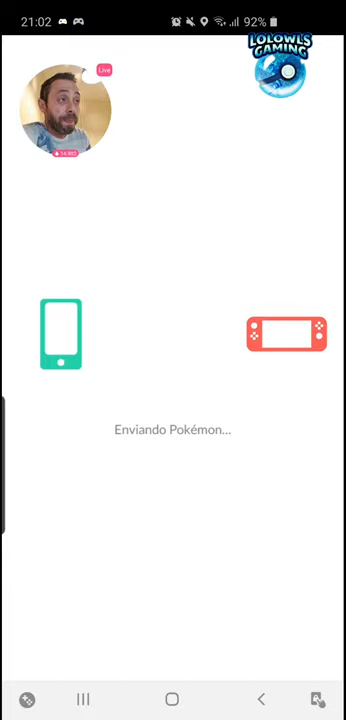 21:02
92%
LOLOWLS
GAMING
Live
Enviando Pokémon...